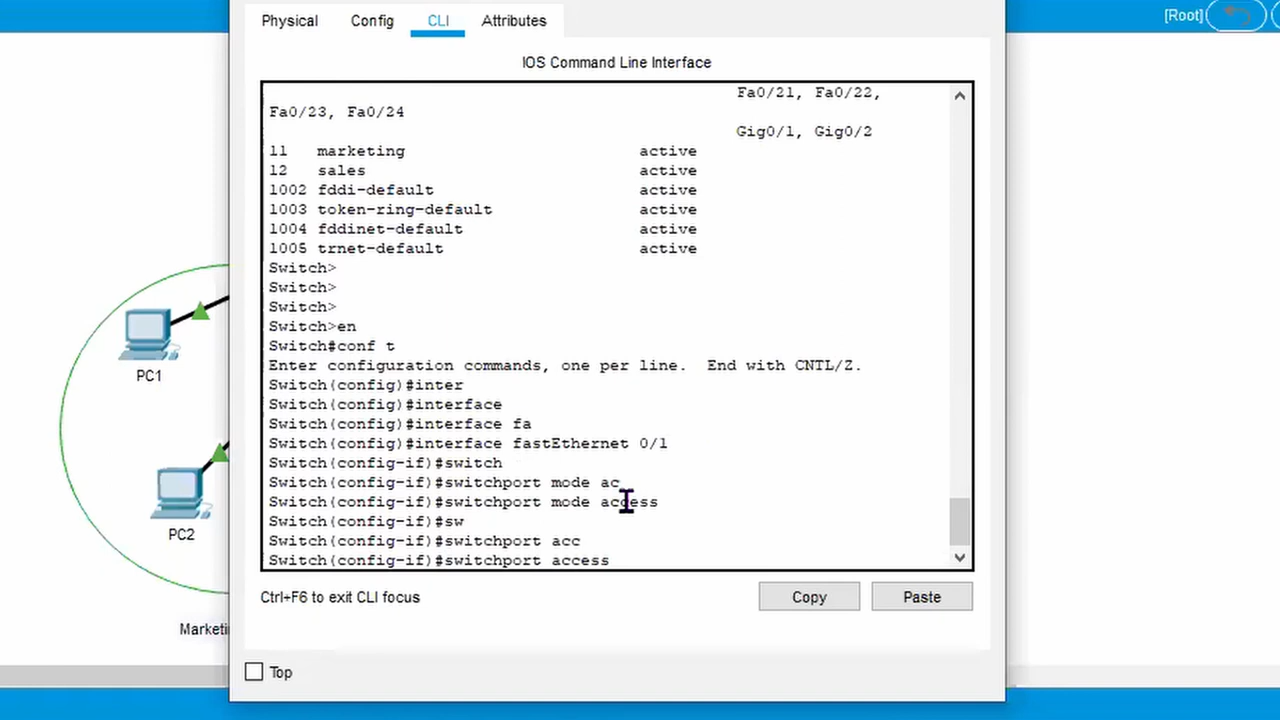 [Root]
Physical Config CLI Attributes
IOS Command Line Interface
Fa0/21, Fa0/22,
Fa0/23, Fa0/24
Gig0/1, Gig0/2
11 marketing active
12 sales active
1002 fddi-default active
1003 token-ring-default active
1004 fddinet-default active
1005 trnet-default active
Switch>
Switch>
Switch>
Switch>en
Switch#conf t
Enter configuration commands, one per line. End with CNTL/Z.
Switch(config)#inter
Switch(config)#interface
Switch(config)#interface fa
Switch(config)#interface fastEthernet 0/1
Switch(config-if)#switch
Switch(config-if)#switchport mode ac
Switch(config-if)#switchport mode access
Switch(config-if)#sw
Switch(config-if)#switchport acc
Switch(config-if)#switchport access
Ctrl+F6 to exit CLI focus
Copy Paste
Top
PC1
PC2
Marketi